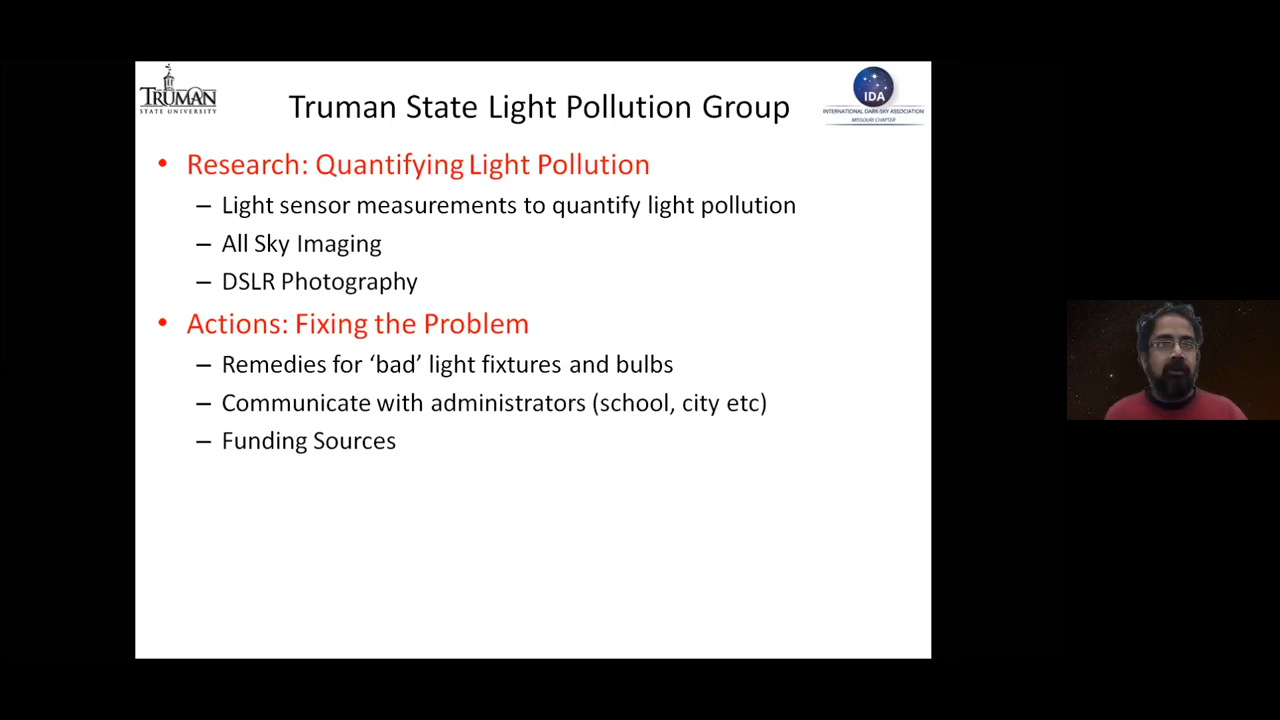 TRUMAN
STATE UNIVERSITY
Truman State Light Pollution Group
IDA
INTERNATIONAL DARK-SKY ASSOCIATION
MISSOURI CHAPTER
• Research: Quantifying Light Pollution
– Light sensor measurements to quantify light pollution
– All Sky Imaging
– DSLR Photography
• Actions: Fixing the Problem
– Remedies for ‘bad’ light fixtures and bulbs
– Communicate with administrators (school, city etc)
– Funding Sources